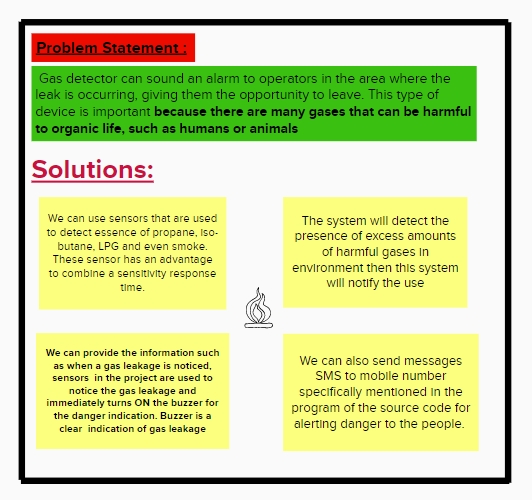 Problem Statement :
Gas detector can sound an alarm to operators in the area where the
leak is occurring, giving them the opportunity to leave. This type of
device is important because there are many gases that can be harmful
to organic life, such as humans or animals
Solutions:
We can use sensors that are used
to detect essence of propane, iso-
butane, LPG and even smoke.
These sensor has an advantage
to combine a sensitivity response
time.
The system will detect the
presence of excess amounts
of harmful gases in
environment then this system
will notify the use
We can provide the information such
as when a gas leakage is noticed,
sensors in the project are used to
notice the gas leakage and
immediately turns ON the buzzer for
the danger indication. Buzzer is a
clear indication of gas leakage
We can also send messages
SMS to mobile number
specifically mentioned in the
program of the source code for
alerting danger to the people.